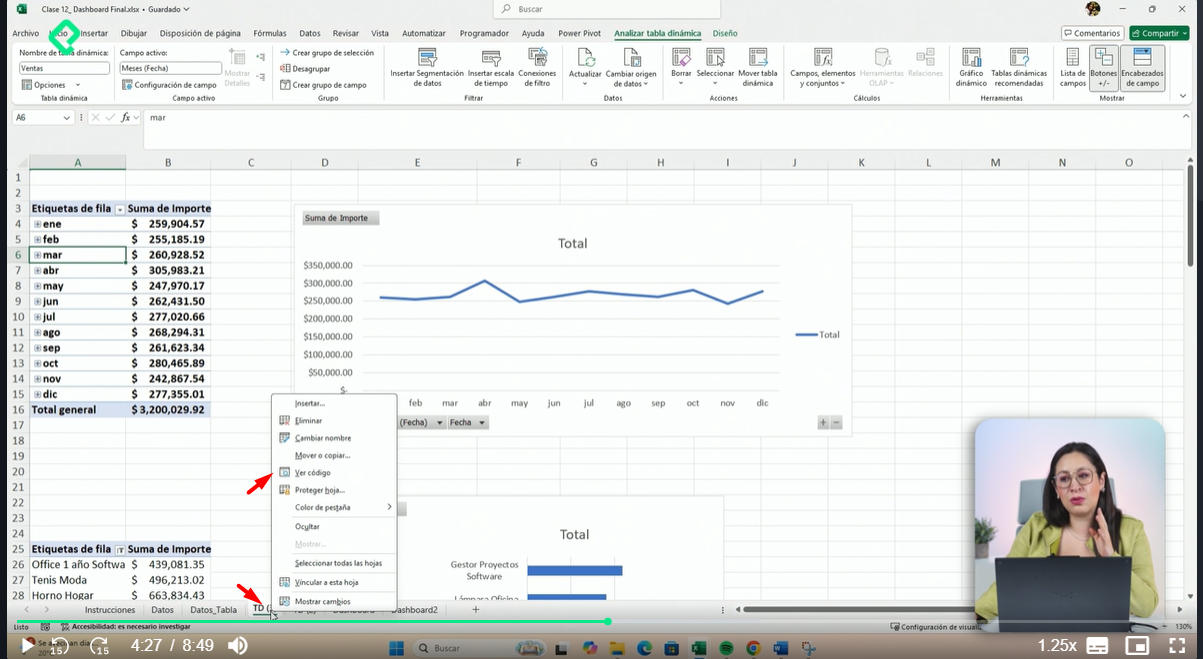 Clase 12_ Dashboard Final.xlsx • Guardado
Buscar
Archivo Insertar Dibujar Disposición de página Fórmulas Datos Revisar Vista Automatizar Programador Ayuda Power Pivot Analizar tabla dinámica Diseño Comentarios Compartir
Nombre de tabla dinámica:
Ventas
Opciones
Tabla dinámica
Campo activo:
Meses (Fecha)
Configuración de campo
Mostrar Detalles
Campo activo
Crear grupo de selección
Desagrupar
Crear grupo de campo
Grupo
Insertar Segmentación de datos
Insertar escala de tiempo
Conexiones de filtro
Filtrar
Actualizar
Cambiar origen de datos
Datos
Borrar
Seleccionar
Mover tabla dinámica
Acciones
Campos, elementos y conjuntos
Herramientas OLAP
Relaciones
Cálculos
Gráfico dinámico
Tablas dinámicas recomendadas
Herramientas
Lista de campos
Botones +/-
Encabezados de campo
Mostrar
A6 fx mar
A B C D E F G H I J K L M N O
1
2
3 Etiquetas de fila Suma de Importe
4 ene $ 259,904.57
5 feb $ 255,185.19
6 mar $ 260,928.52
7 abr $ 305,983.21
8 may $ 247,970.17
9 jun $ 262,431.50
10 jul $ 277,020.66
11 ago $ 268,294.31
12 sep $ 261,623.34
13 oct $ 280,465.89
14 nov $ 242,867.54
15 dic $ 277,355.01
16 Total general $ 3,200,029.92
17
18
19
20
21
22
23
24
25 Etiquetas de fila Suma de Importe
26 Office 1 año Softwa $ 439,081.35
27 Tenis Moda $ 496,213.02
28 Horno Hogar $ 663,834.43
Suma de Importe
Total
$350,000.00
$300,000.00
$250,000.00
$200,000.00
$150,000.00
$100,000.00
$50,000.00
$-
feb mar abr may jun jul ago sep oct nov dic
Total
(Fecha) Fecha
Insertar...
Eliminar
Cambiar nombre
Mover o copiar...
Ver código
Proteger hoja...
Color de pestaña
Ocultar
Mostrar...
Seleccionar todas las hojas
Vincular a esta hoja
Mostrar cambios
Total
Gestor Proyectos Software
Lámpara Oficina
Instrucciones Datos Datos_Tabla TD Dashboard2
Listo Accesibilidad: es necesario investigar
130%
4:27 / 8:49
15
15
1.25x
Buscar